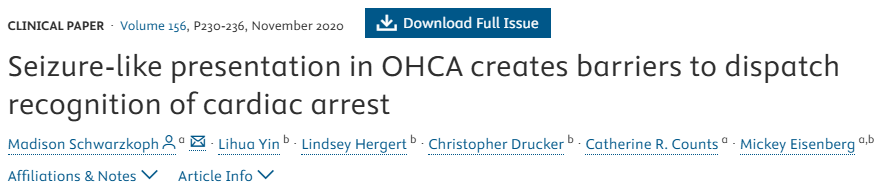 CLINICAL PAPER · Volume 156, P230-236, November 2020 Download Full Issue
Seizure-like presentation in OHCA creates barriers to dispatch
recognition of cardiac arrest
Madison Schwarzkoph a · Lihua Yin b · Lindsey Hergert b · Christopher Drucker b · Catherine R. Counts a · Mickey Eisenberg a,b
Affiliations & Notes Article Info